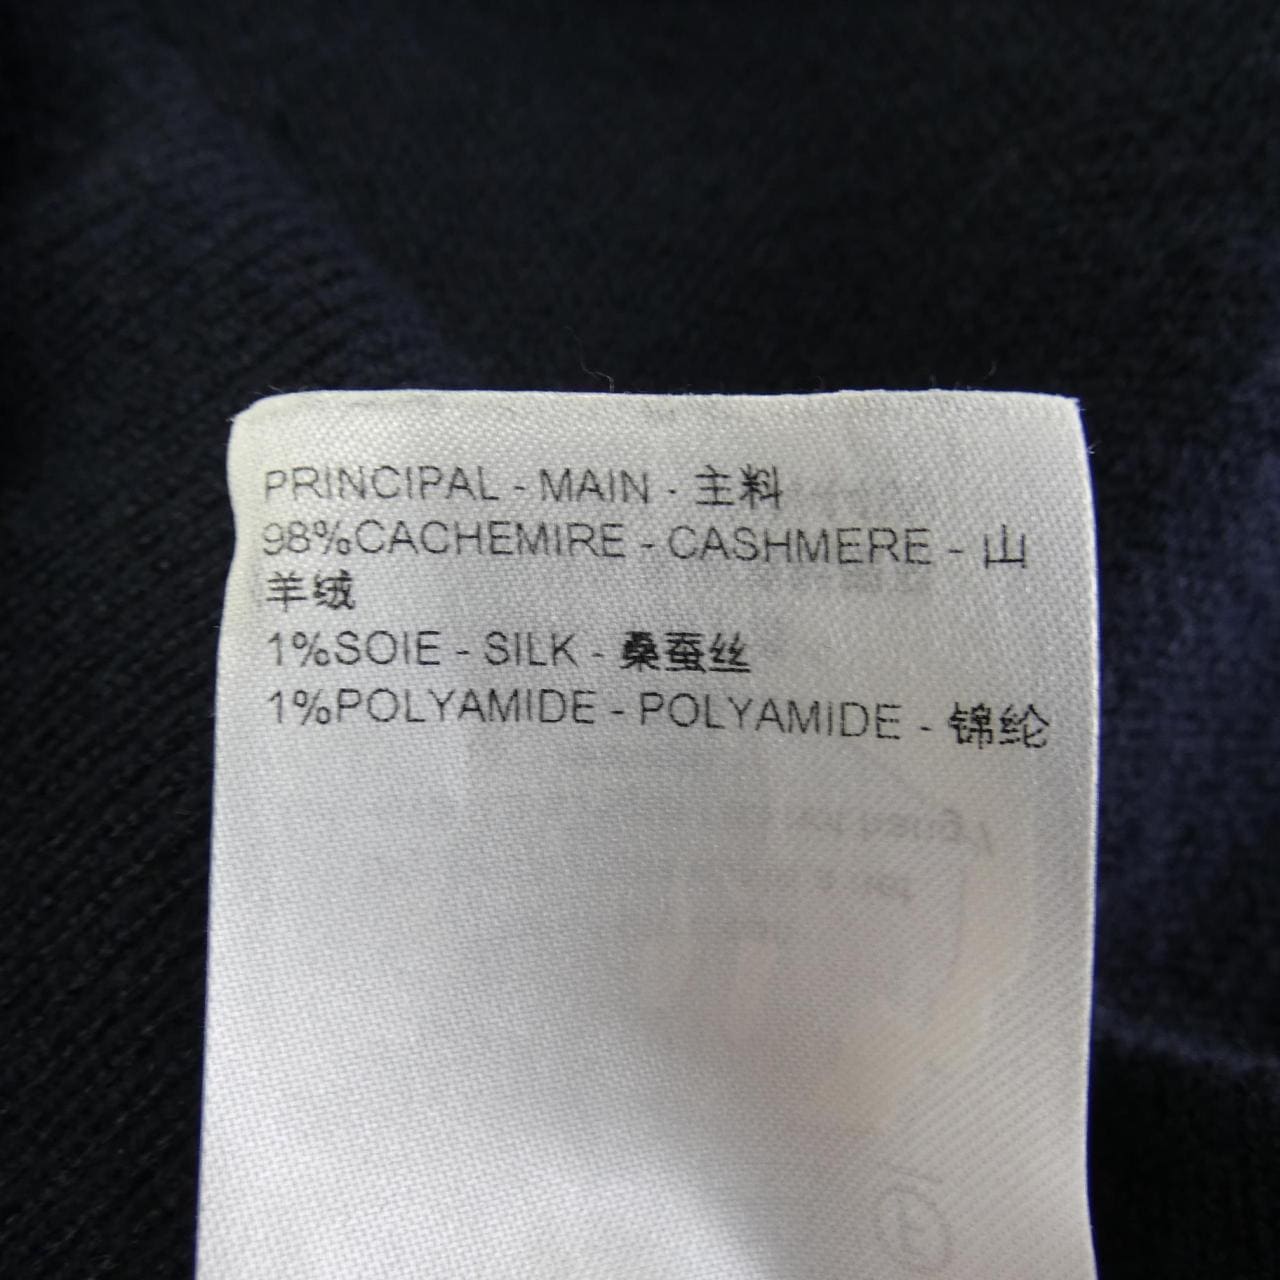 PRINCIPAL - MAIN - 主料
98%CACHEMIRE - CASHMERE - 山
羊绒
1%SOIE - SILK - 桑蚕丝
1%POLYAMIDE - POLYAMIDE - 锦纶